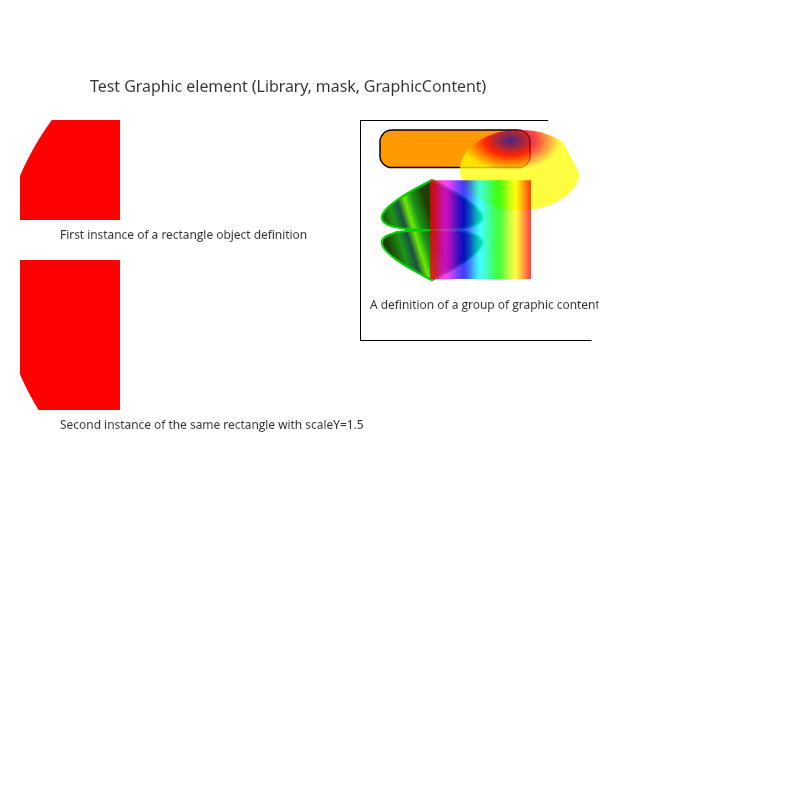 Test Graphic element (Library, mask, GraphicContent)
First instance of a rectangle object definition
A definition of a group of graphic content
Second instance of the same rectangle with scaleY=1.5